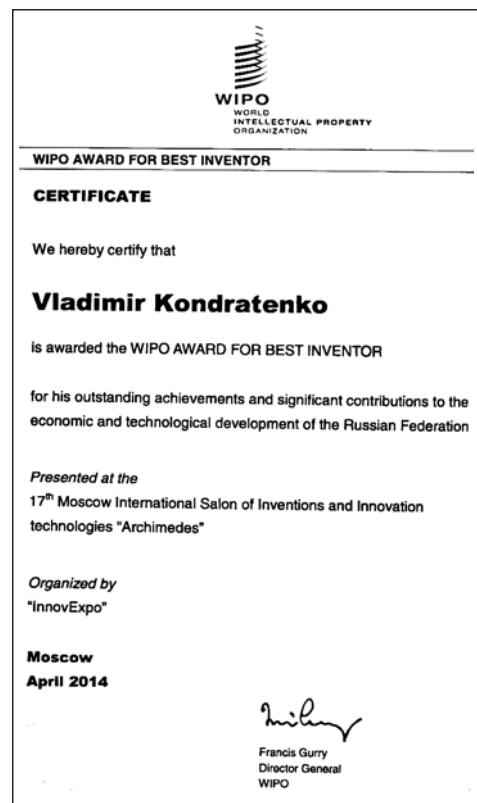 WIPO
WORLD
INTELLECTUAL PROPERTY
ORGANIZATION
WIPO AWARD FOR BEST INVENTOR
CERTIFICATE
We hereby certify that
Vladimir Kondratenko
is awarded the WIPO AWARD FOR BEST INVENTOR
for his outstanding achievements and significant contributions to the
economic and technological development of the Russian Federation
Presented at the
17th Moscow International Salon of Inventions and Innovation
technologies "Archimedes"
Organized by
"InnovExpo"
Moscow
April 2014
Francis Gurry
Director General
WIPO